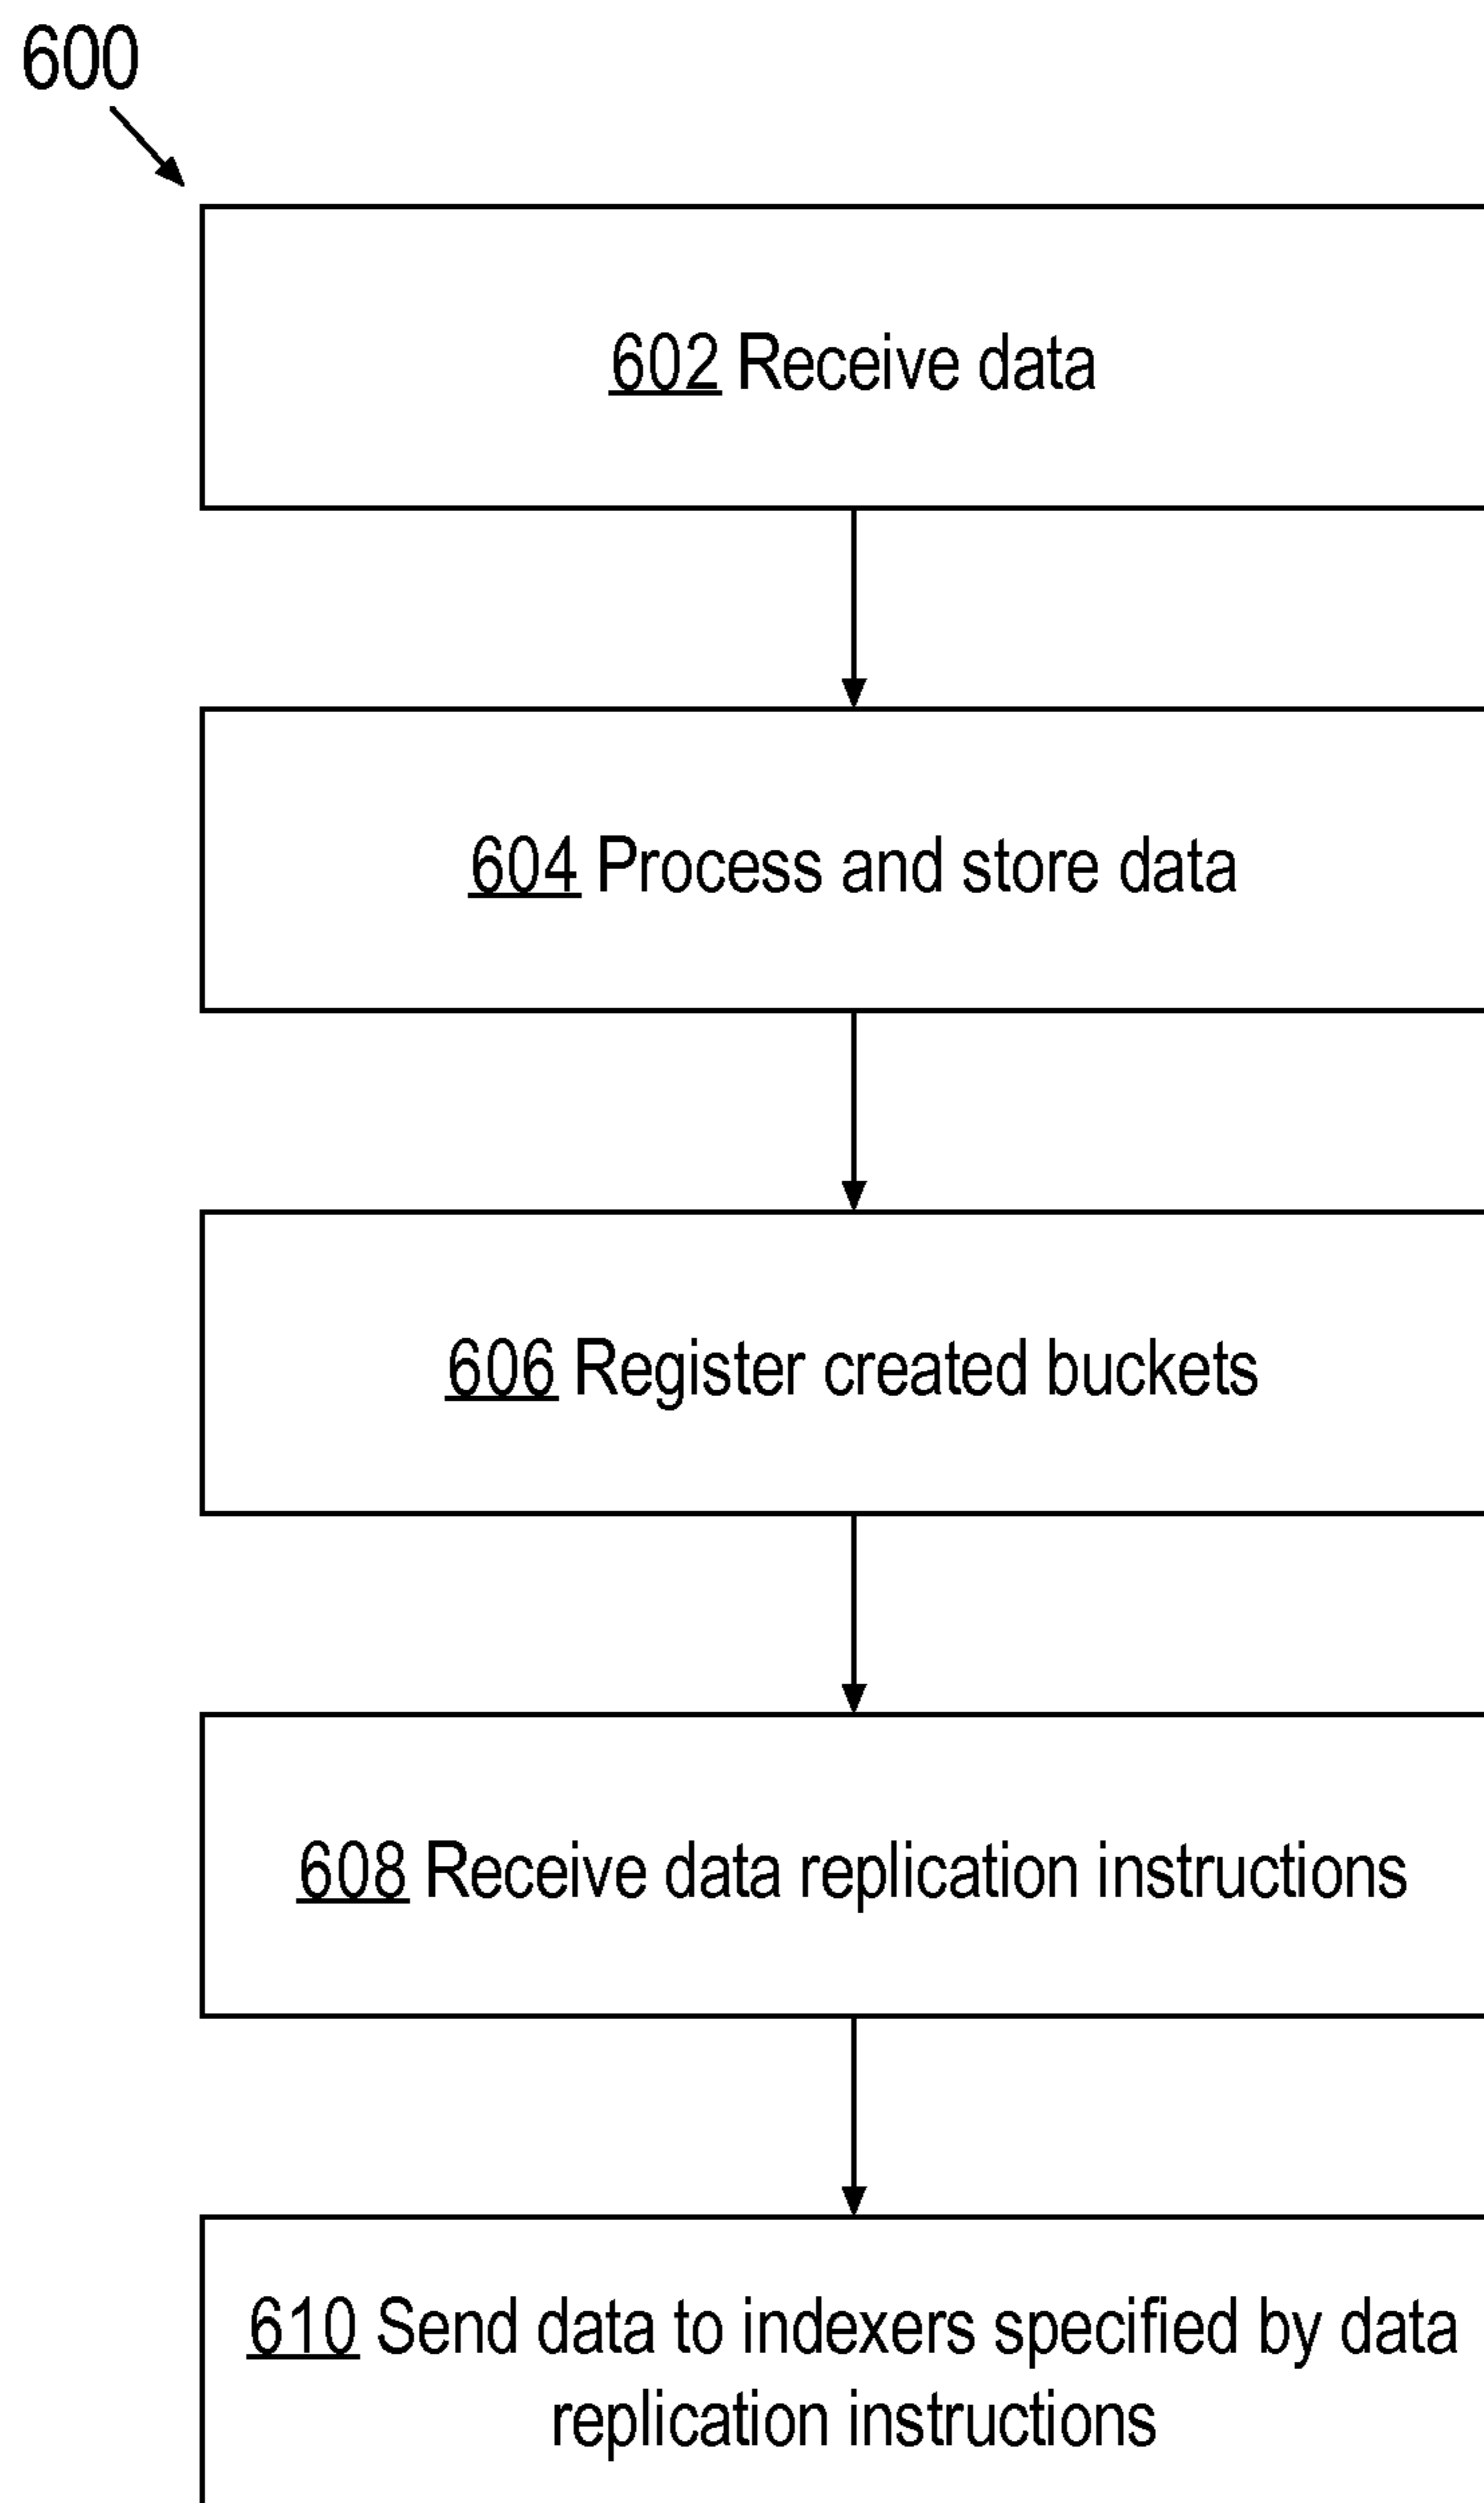 600
602 Receive data
604 Process and store data
606 Register created buckets
608 Receive data replication instructions
610 Send data to indexers specified by data
replication instructions